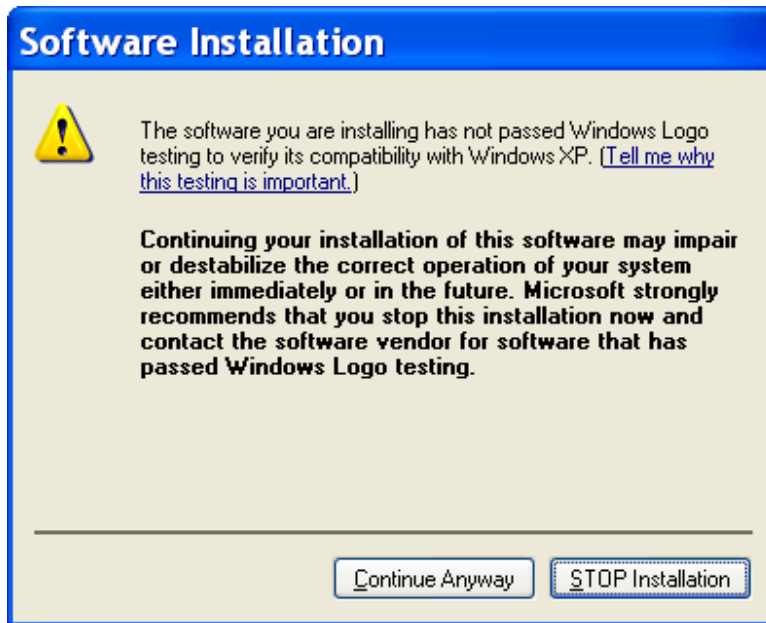 Software Installation
The software you are installing has not passed Windows Logo
testing to verify its compatibility with Windows XP. (Tell me why
this testing is important.)
Continuing your installation of this software may impair
or destabilize the correct operation of your system
either immediately or in the future. Microsoft strongly
recommends that you stop this installation now and
contact the software vendor for software that has
passed Windows Logo testing.
Continue Anyway STOP Installation